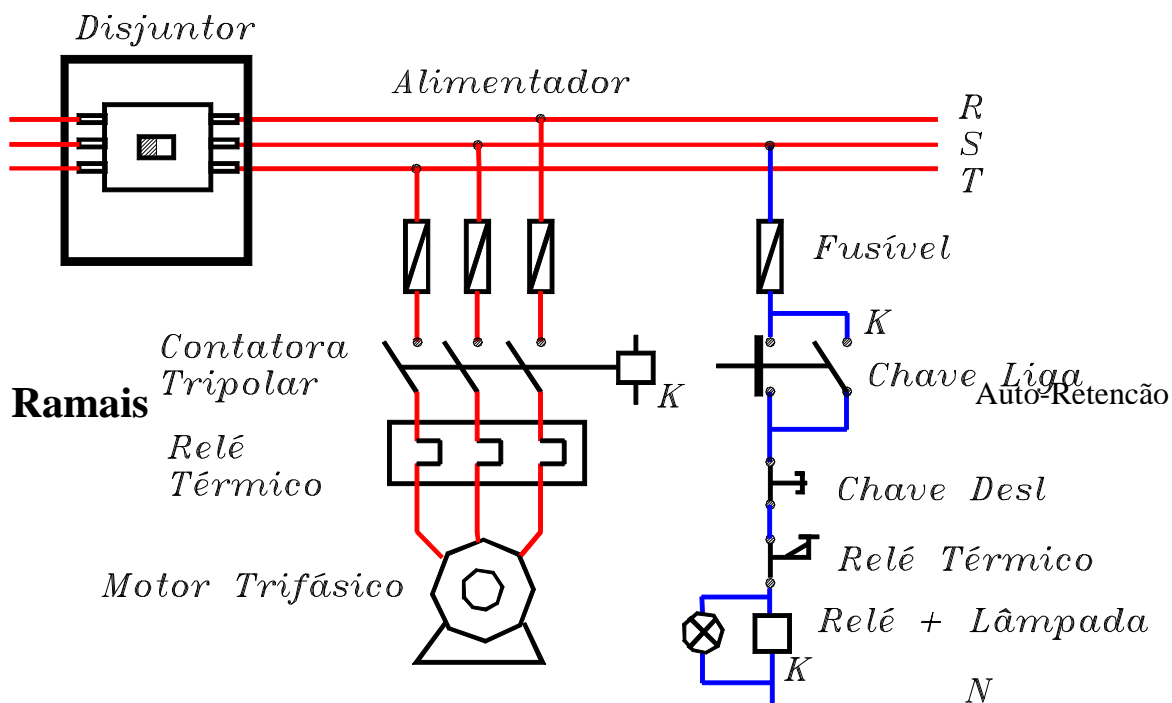 Disjuntor
Alimentador
R
S
T
Fusível
K
Contatora
Tripolar
K
Chave Liga
Auto-Retencão
Ramais
Relé
Térmico
Chave Desl
Relé Térmico
Motor Trifásico
Relé + Lâmpada
K
N